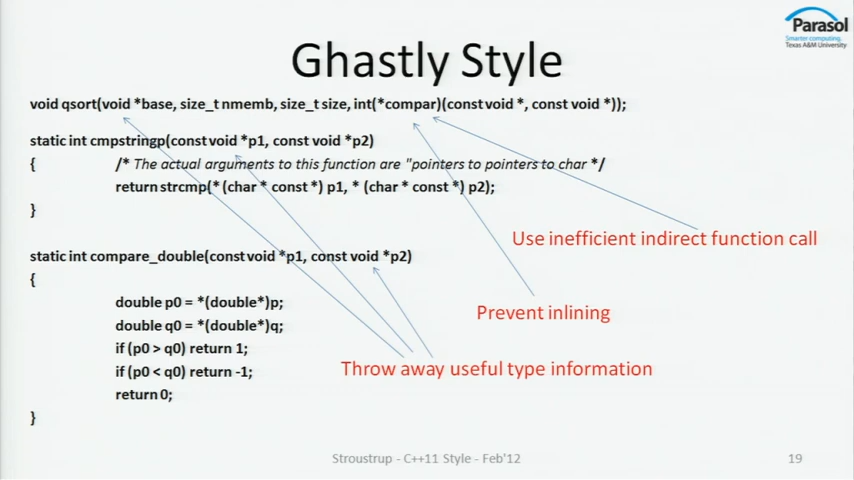 Parasol
Smarter computing.
Texas A&M University
Ghastly Style
void qsort(void *base, size_t nmemb, size_t size, int(*compar)(const void *, const void *));
static int cmpstringp(const void *p1, const void *p2)
{ /* The actual arguments to this function are "pointers to pointers to char */
return strcmp(* (char * const *) p1, * (char * const *) p2);
}
Use inefficient indirect function call
static int compare_double(const void *p1, const void *p2)
{
double p0 = *(double*)p;
Prevent inlining
double q0 = *(double*)q;
if (p0 > q0) return 1;
if (p0 < q0) return -1;
Throw away useful type information
return 0;
}
Stroustrup - C++11 Style - Feb'12
19